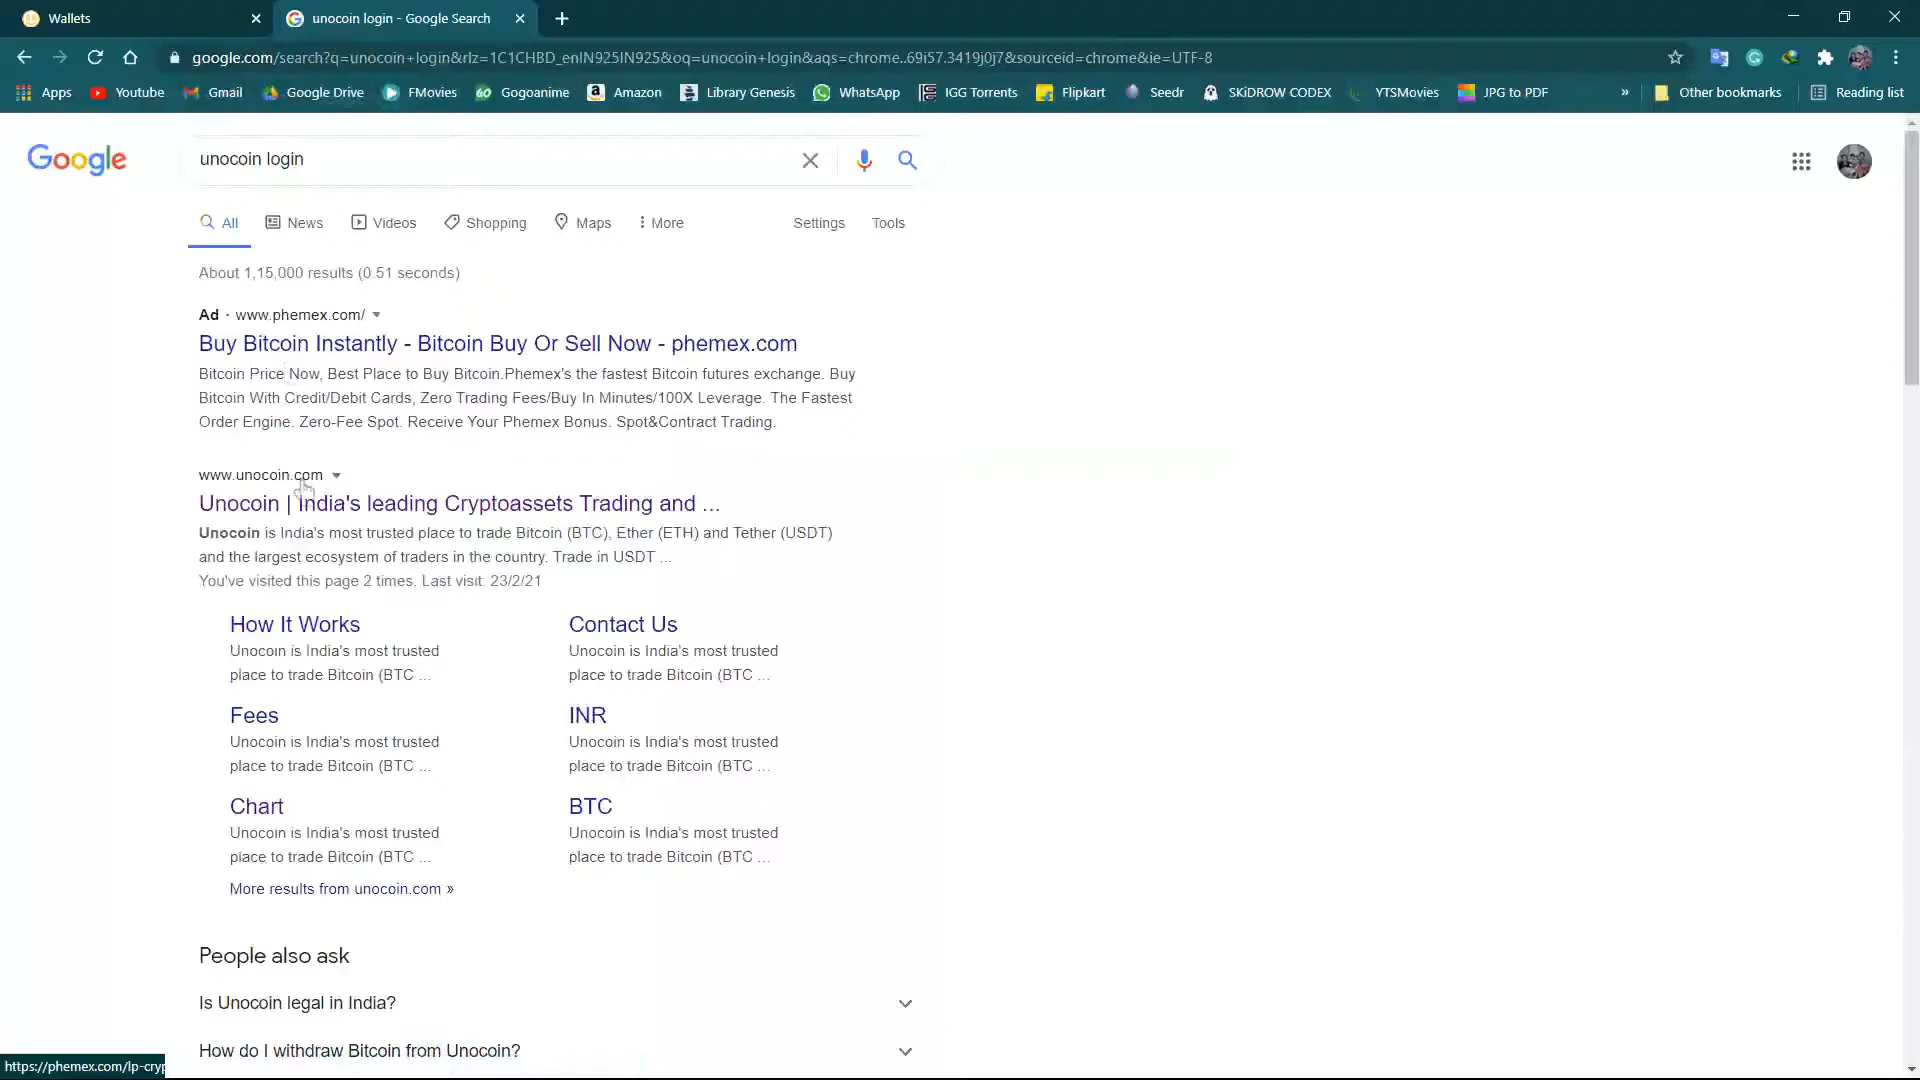 Wallets
unocoin login - Google Search
google.com/search?q=unocoin+login&rlz=1C1CHBD_enIN925IN925&oq=unocoin+login&aqs=chrome..69i57.3419j0j7&sourceid=chrome&ie=UTF-8
Apps Youtube Gmail Google Drive FMovies Gogoanime Amazon Library Genesis WhatsApp IGG Torrents Flipkart Seedr SKiDROW CODEX YTSMovies JPG to PDF » Other bookmarks Reading list
Google
unocoin login
All News Videos Shopping Maps More Settings Tools
About 1,15,000 results (0.51 seconds)
Ad · www.phemex.com/
Buy Bitcoin Instantly - Bitcoin Buy Or Sell Now - phemex.com
Bitcoin Price Now, Best Place to Buy Bitcoin.Phemex's the fastest Bitcoin futures exchange. Buy
Bitcoin With Credit/Debit Cards, Zero Trading Fees/Buy In Minutes/100X Leverage. The Fastest
Order Engine. Zero-Fee Spot. Receive Your Phemex Bonus. Spot&Contract Trading.
www.unocoin.com
Unocoin | India's leading Cryptoassets Trading and ...
Unocoin is India's most trusted place to trade Bitcoin (BTC), Ether (ETH) and Tether (USDT)
and the largest ecosystem of traders in the country. Trade in USDT ...
You've visited this page 2 times. Last visit: 23/2/21
How It Works
Unocoin is India's most trusted
place to trade Bitcoin (BTC ...
Contact Us
Unocoin is India's most trusted
place to trade Bitcoin (BTC ...
Fees
Unocoin is India's most trusted
place to trade Bitcoin (BTC ...
INR
Unocoin is India's most trusted
place to trade Bitcoin (BTC ...
Chart
Unocoin is India's most trusted
place to trade Bitcoin (BTC ...
BTC
Unocoin is India's most trusted
place to trade Bitcoin (BTC ...
More results from unocoin.com »
People also ask
Is Unocoin legal in India?
How do I withdraw Bitcoin from Unocoin?
https://phemex.com/lp-cryp